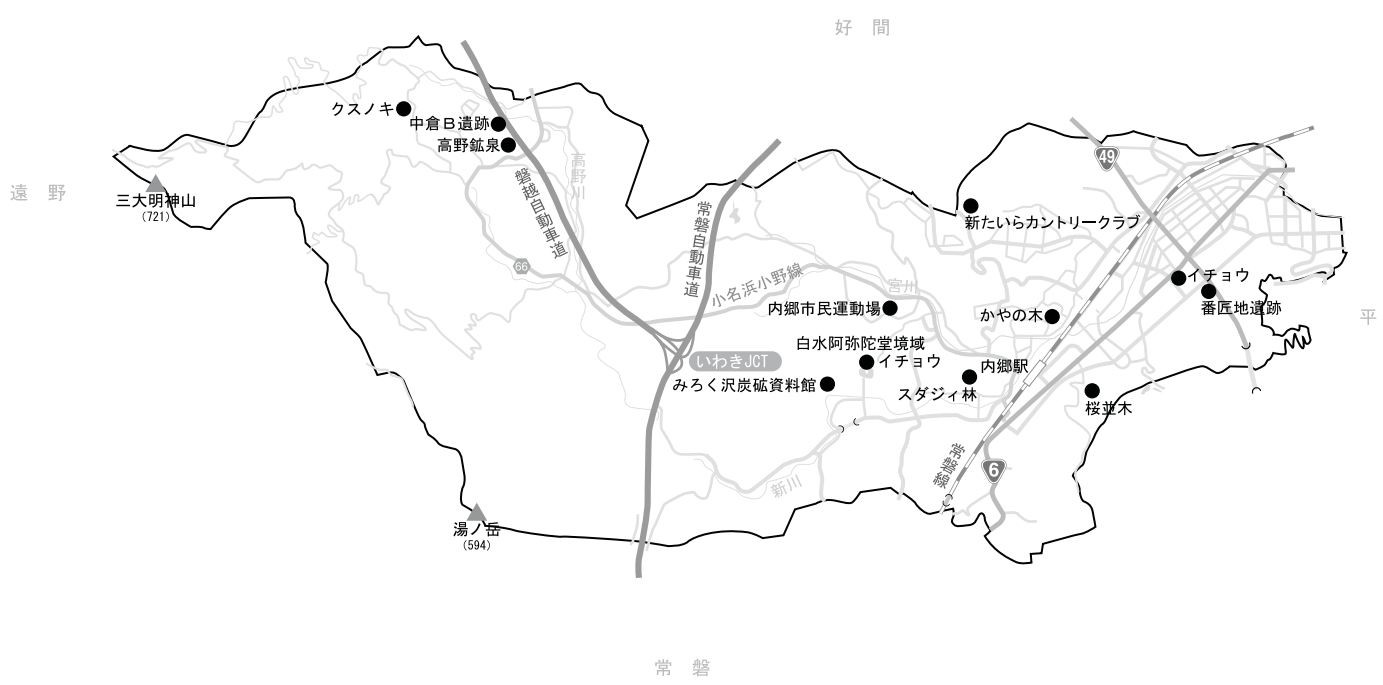 好間
クスノキ
中倉B遺跡
高野鉱泉
高野川
49
遠野
三大明神山
(721)
磐越自動車道
常磐自動車道
新たいらカントリークラブ
66
小名浜小野線
宮川
イチョウ
番匠地遺跡
内郷市民運動場
かやの木
平
白水阿弥陀堂境域
イチョウ
いわきJCT
内郷駅
みろく沢炭砿資料館
スダジィ林
桜並木
常磐線
6
新川
湯ノ岳
(594)
常磐